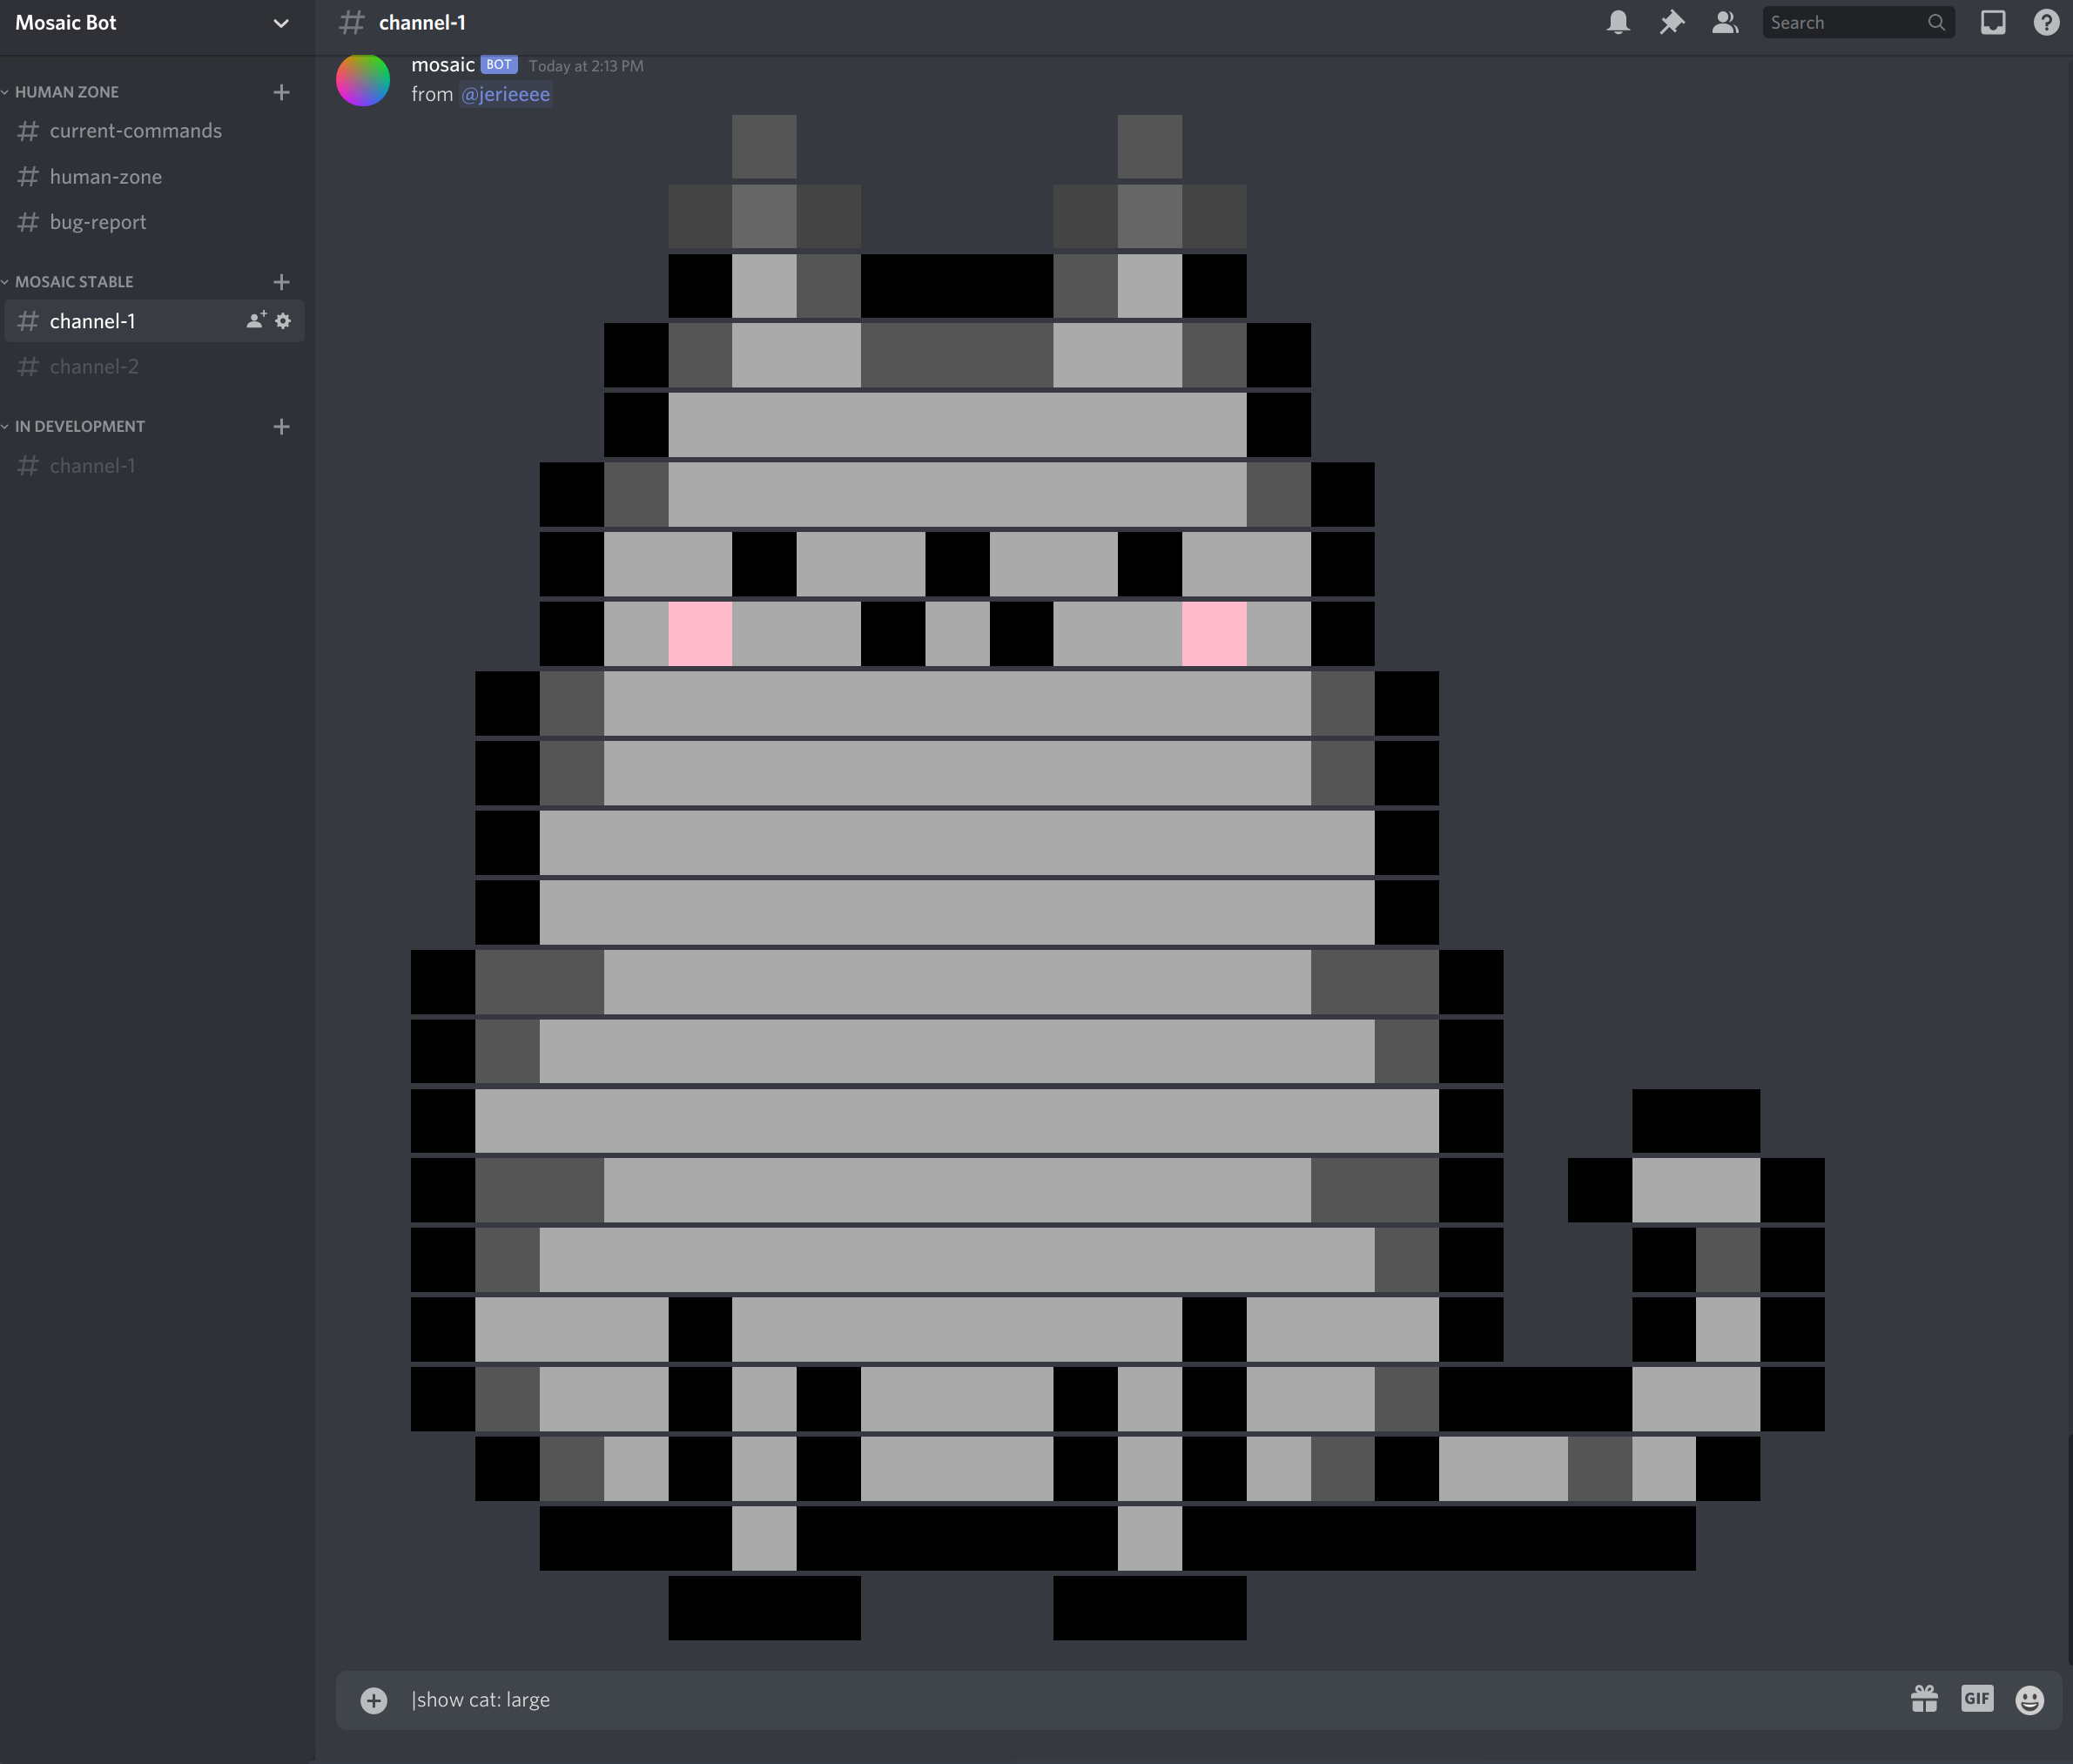 Mosaic Bot
# channel-1
Search
HUMAN ZONE
# current-commands
# human-zone
# bug-report
MOSAIC STABLE
# channel-1
# channel-2
IN DEVELOPMENT
# channel-1
mosaic BOT Today at 2:13 PM
from @jerieeee
|show cat: large
GIF